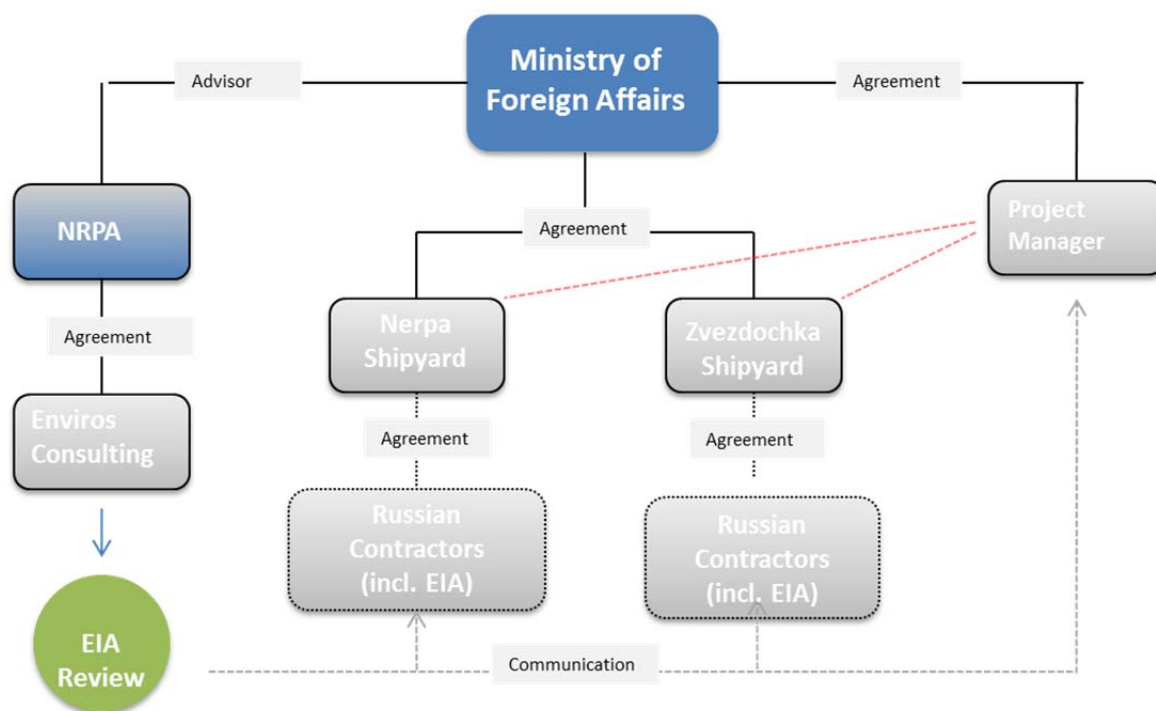 Ministry of
Foreign Affairs
Advisor
Agreement
NRPA
Agreement
Project
Manager
Agreement
Nerpa
Shipyard
Zvezdochka
Shipyard
Enviros
Consulting
Agreement
Agreement
Russian
Contractors
(incl. EIA)
Russian
Contractors
(incl. EIA)
EIA
Review
Communication